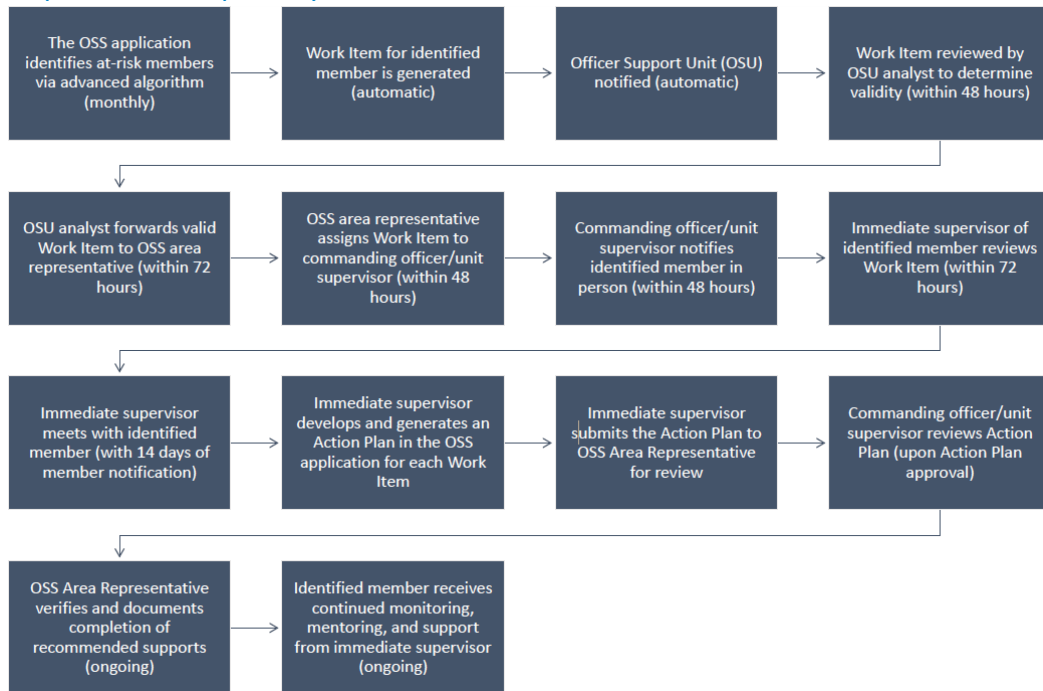 The OSS application
identifies at-risk members
via advanced algorithm
(monthly)
Work Item for identified
member is generated
(automatic)
Officer Support Unit (OSU)
notified (automatic)
Work Item reviewed by
OSU analyst to determine
validity (within 48 hours)
OSU analyst forwards valid
Work Item to OSS area
representative (within 72
hours)
OSS area representative
assigns Work Item to
commanding officer/unit
supervisor (within 48
hours)
Commanding officer/unit
supervisor notifies
identified member in
person (within 48 hours)
Immediate supervisor of
identified member reviews
Work Item (within 72
hours)
Immediate supervisor
meets with identified
member (with 14 days of
member notification)
Immediate supervisor
develops and generates an
Action Plan in the OSS
application for each Work
Item
Immediate supervisor
submits the Action Plan to
OSS Area Representative
for review
Commanding officer/unit
supervisor reviews Action
Plan (upon Action Plan
approval)
OSS Area Representative
verifies and documents
completion of
recommended supports
(ongoing)
Identified member receives
continued monitoring,
mentoring, and support
from immediate supervisor
(ongoing)